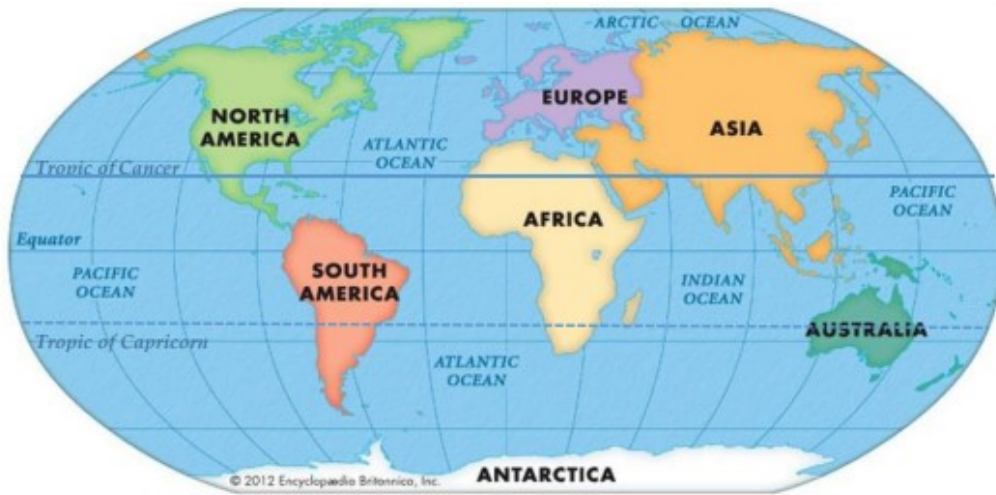 ARCTIC OCEAN
NORTH
AMERICA
EUROPE
ASIA
ATLANTIC
OCEAN
Tropic of Cancer
PACIFIC
OCEAN
AFRICA
Equator
PACIFIC
OCEAN
SOUTH
AMERICA
INDIAN
OCEAN
AUSTRALIA
Tropic of Capricorn
ATLANTIC
OCEAN
ANTARCTICA
© 2012 Encyclopædia Britannica, Inc.